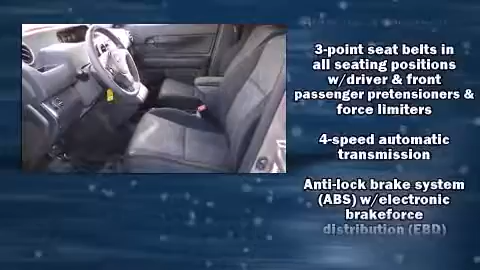 3-point seat belts in
all seating positions
w/driver & front
passenger pretensioners &
force limiters
4-speed automatic
transmission
Anti-lock brake system
(ABS) w/electronic
brakeforce
distribution (EBD)